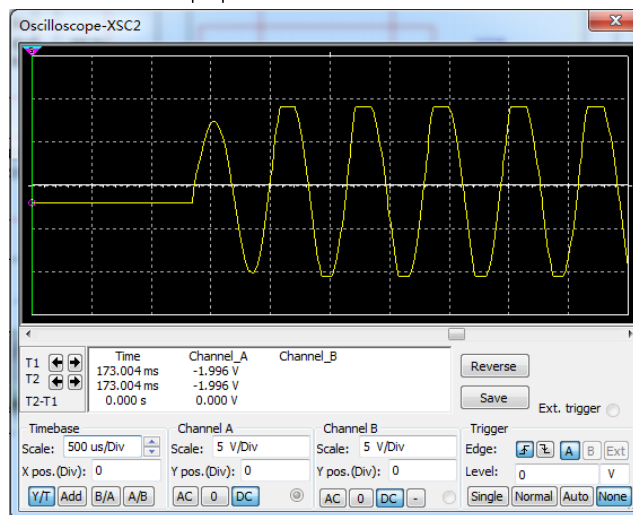 Oscilloscope-XSC2
Time Channel_A Channel_B
T1 173.004 ms -1.996 V
T2 173.004 ms -1.996 V
T2-T1 0.000 s 0.000 V
Reverse
Save
Ext. trigger
Timebase Channel A Channel B Trigger
Scale: 500 us/Div Scale: 5 V/Div Scale: 5 V/Div Edge: A B Ext
X pos.(Div): 0 Y pos.(Div): 0 Y pos.(Div): 0 Level: 0 V
Y/T Add B/A A/B AC 0 DC AC 0 DC - Single Normal Auto None